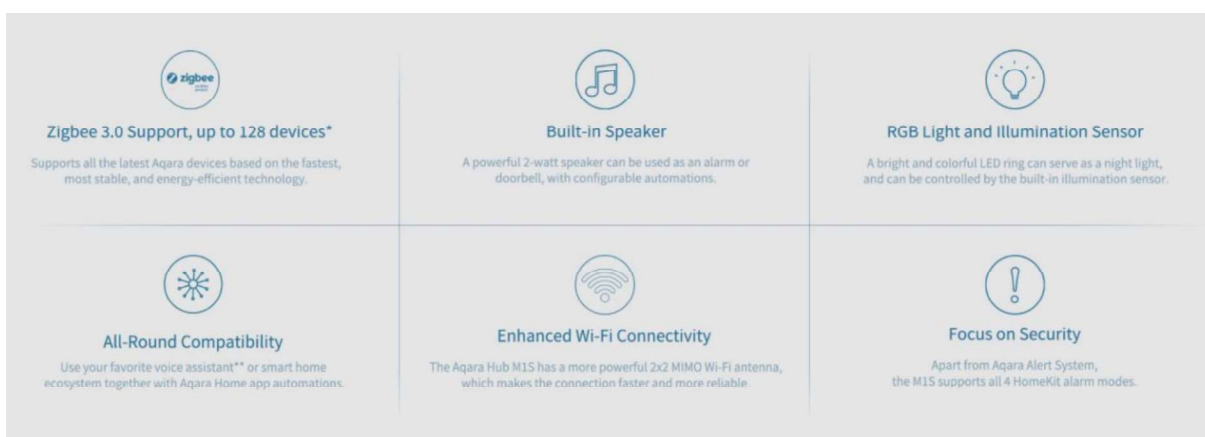 zigbee
Zigbee 3.0 Support, up to 128 devices*
Supports all the latest Aqara devices based on the fastest,
most stable, and energy-efficient technology.
Built-in Speaker
A powerful 2-watt speaker can be used as an alarm or
doorbell, with configurable automations.
RGB Light and Illumination Sensor
A bright and colorful LED ring can serve as a night light,
and can be controlled by the built-in illumination sensor.
All-Round Compatibility
Use your favorite voice assistant** or smart home
ecosystem together with Aqara Home app automations.
Enhanced Wi-Fi Connectivity
The Aqara Hub M1S has a more powerful 2x2 MIMO Wi-Fi antenna,
which makes the connection faster and more reliable.
Focus on Security
Apart from Aqara Alert System,
the M1S supports all 4 HomeKit alarm modes.